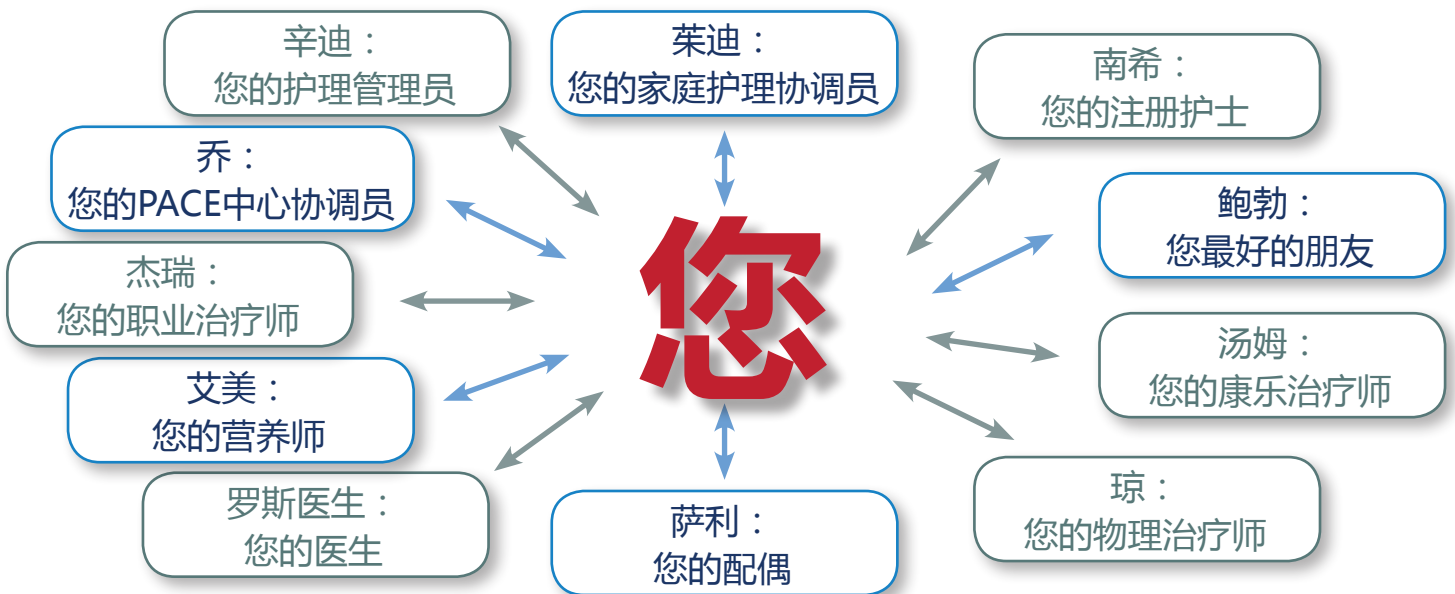 辛迪：
您的护理管理员
茱迪：
您的家庭护理协调员
南希：
您的注册护士
乔：
您的PACE中心协调员
鲍勃：
您最好的朋友
杰瑞：
您的职业治疗师
您
汤姆：
您的康乐治疗师
艾美：
您的营养师
罗斯医生：
您的医生
萨利：
您的配偶
琼：
您的物理治疗师